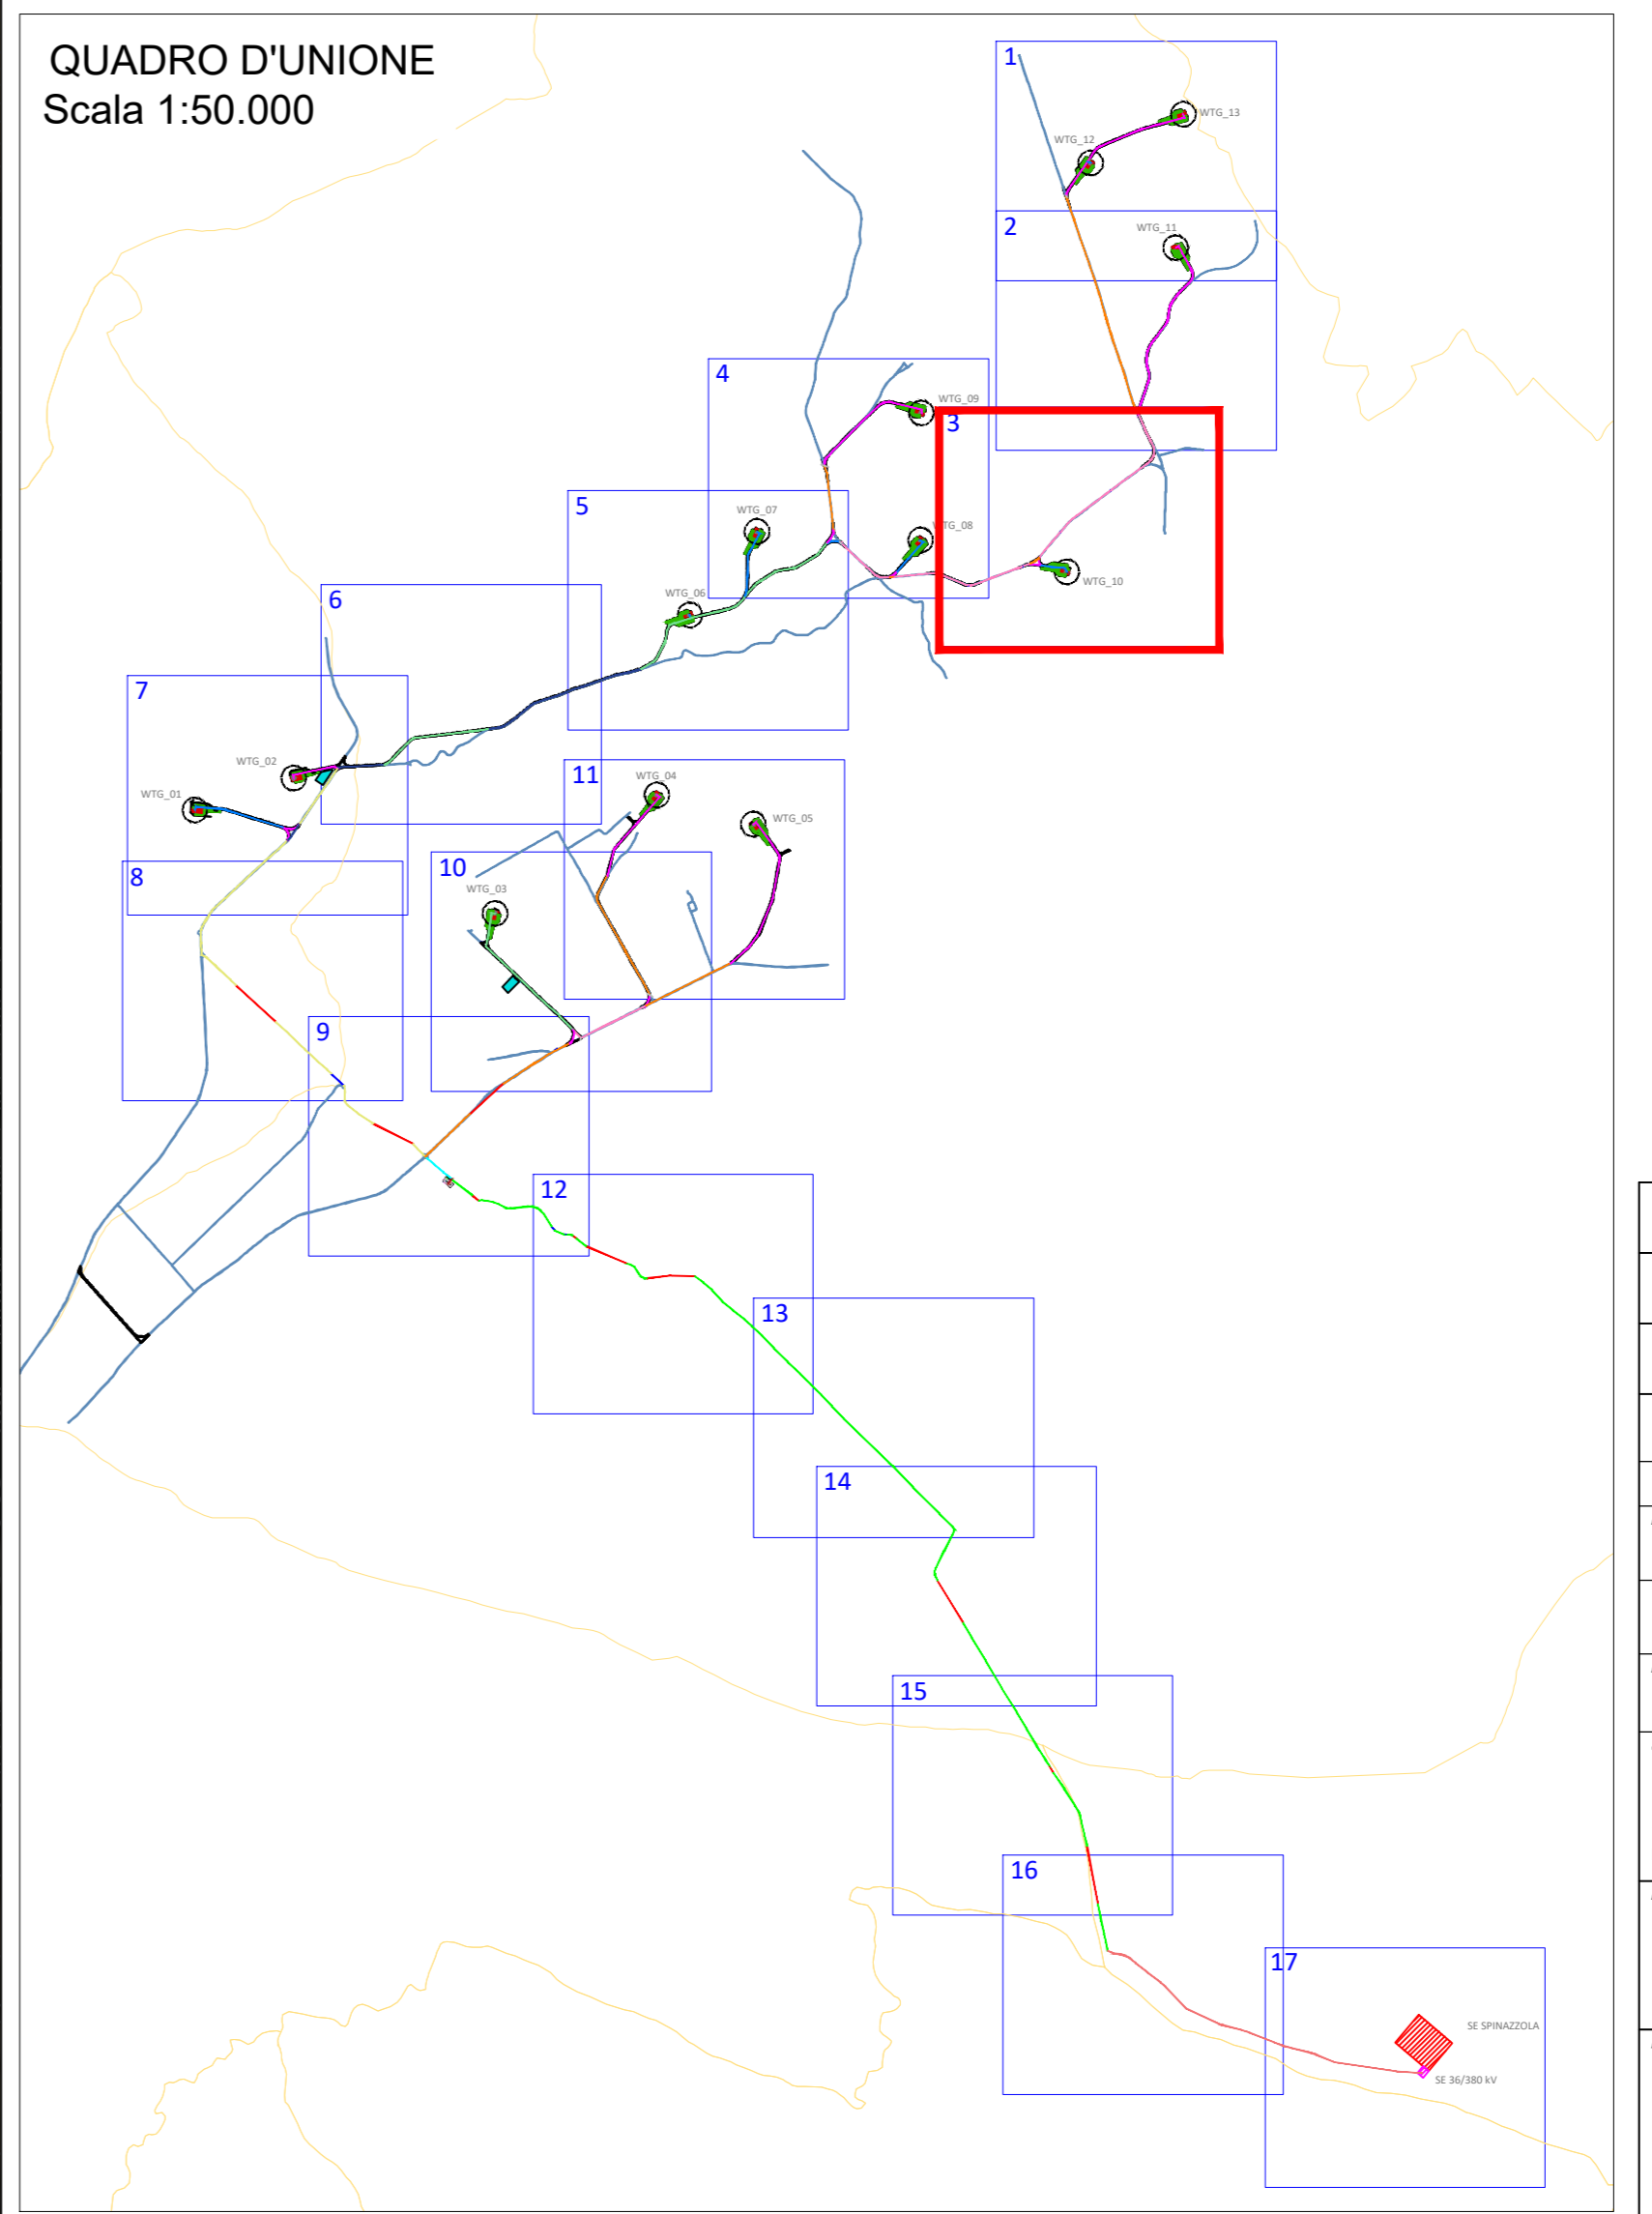 QUADRO D'UNIONE
Scala 1:50.000
1
WTG_13
WTG_12
2
WTG_11
4
WTG_09
3
5
WTG_07
WTG_08
WTG_10
6
WTG_06
7
WTG_02
WTG_01
11
WTG_04
WTG_05
8
10
WTG_03
9
12
13
14
15
16
17
SE SPINAZZOLA
SE 36/380 kV